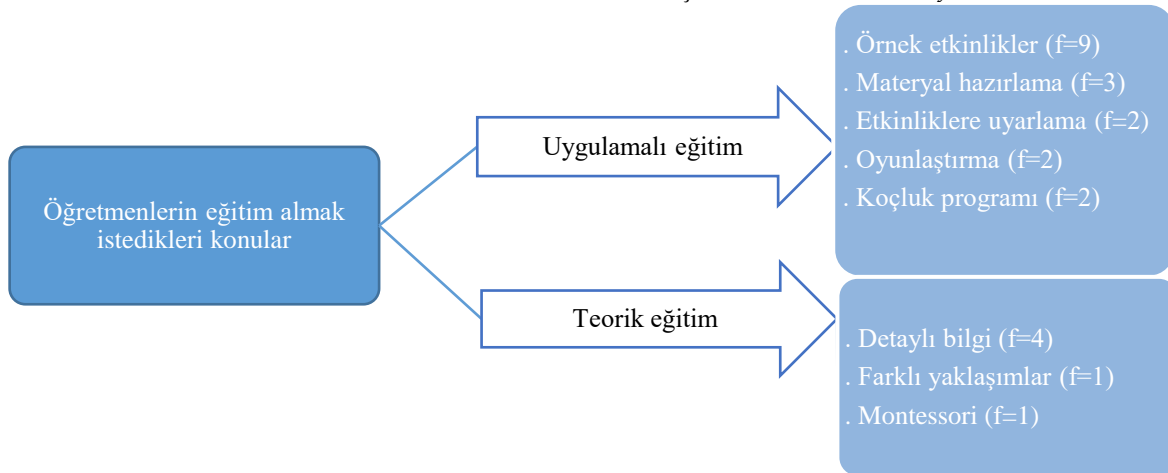 Öğretmenlerin eğitim almak
istedikleri konular
Uygulamalı eğitim
. Örnek etkinlikler (f=9)
. Materyal hazırlama (f=3)
. Etkinliklere uyarlama (f=2)
. Oyunlaştırma (f=2)
. Koçluk programı (f=2)
Teorik eğitim
. Detaylı bilgi (f=4)
. Farklı yaklaşımlar (f=1)
. Montessori (f=1)